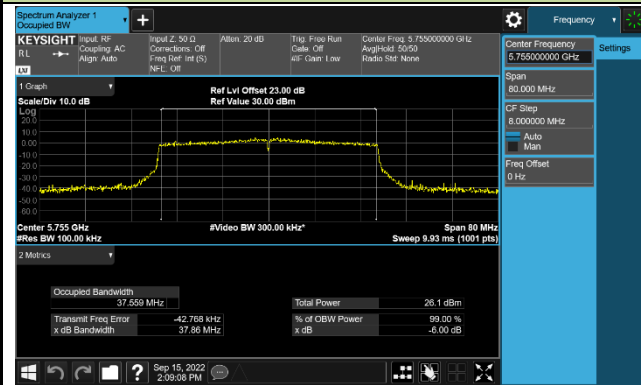 Spectrum Analyzer 1
Occupied BW
Frequency
KEYSIGHT
RL
Input: RF
Coupling: AC
Align: Auto
Input Z: 50 Ω
Corrections: Off
Freq Ref: Int (S)
NFE: Off
Atten: 20 dB
Trig: Free Run
Gate: Off
#IF Gain: Low
Center Freq: 5.755000000 GHz
Avg|Hold: 50/50
Radio Std: None
LXI
Center Frequency
5.755000000 GHz
Settings
Span
80.000 MHz
CF Step
8.000000 MHz
Auto
Man
Freq Offset
0 Hz
1 Graph
Scale/Div 10.0 dB
Ref Lvl Offset 23.00 dB
Ref Value 30.00 dBm
Log
20.0
10.0
0.00
-10.0
-20.0
-30.0
-40.0
-50.0
-60.0
Center 5.755 GHz
#Res BW 100.00 kHz
#Video BW 300.00 kHz*
Span 80 MHz
Sweep 9.93 ms (1001 pts)
2 Metrics
Occupied Bandwidth
37.559 MHz
Total Power 26.1 dBm
Transmit Freq Error -42.768 kHz
% of OBW Power 99.00 %
x dB Bandwidth 37.86 MHz
x dB -6.00 dB
Sep 15, 2022
2:09:08 PM